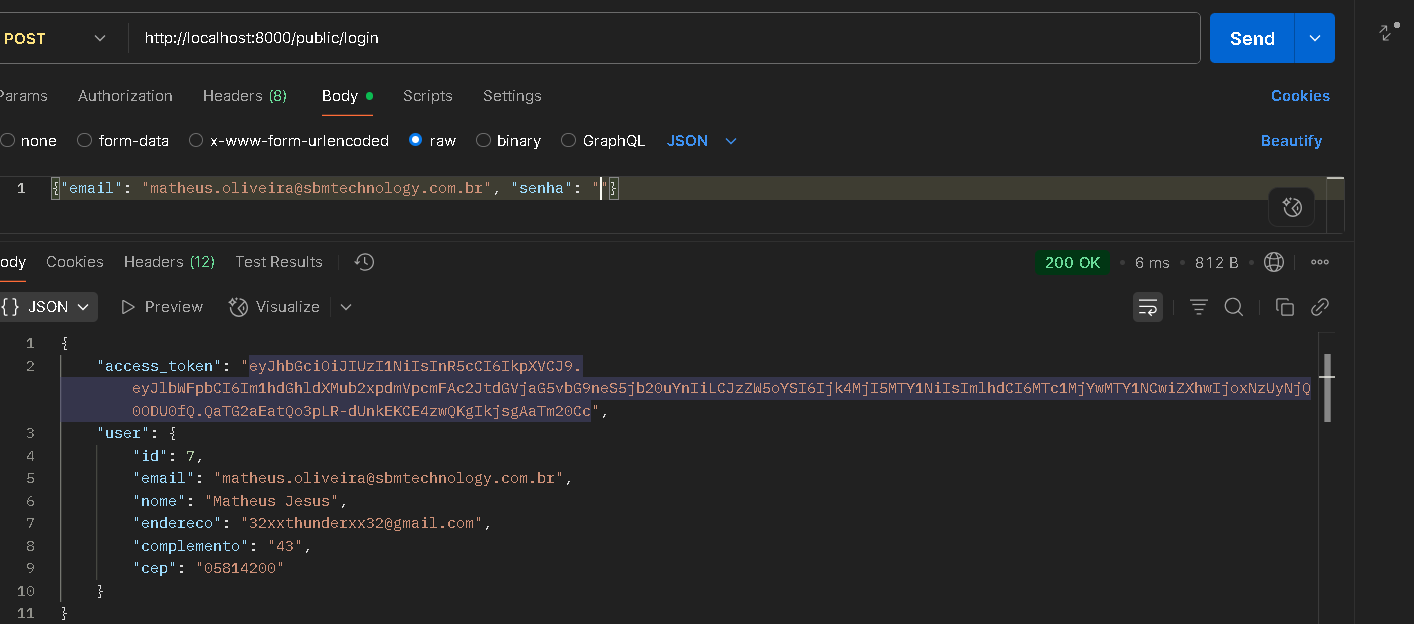 POST http://localhost:8000/public/login Send
Params Authorization Headers (8) Body Scripts Settings Cookies
none form-data x-www-form-urlencoded raw binary GraphQL JSON Beautify
1 {"email": "matheus.oliveira@sbmtechnology.com.br", "senha": ""}
ody Cookies Headers (12) Test Results 200 OK • 6 ms • 812 B •
{} JSON Preview Visualize
1 {
2 "access_token": "eyJhbGciOiJIUzI1NiIsInR5cCI6IkpXVCJ9.
eyJlbWFpbCI6Im1hdGhldXMub2xpdmVpcmFAc2JtdGVjaG5vbG9neS5jb20uYnIiLCJzZW5oYSI6Ijk4MjI5MTY1NiIsImlhdCI6MTc1MjYwMTY1NCwiZXhwIjoxNzUyNjQ
0ODU0fQ.QaTG2aEatQo3pLR-dUnkEKCE4zwQKgIkjsgAaTm20Cc",
3 "user": {
4 "id": 7,
5 "email": "matheus.oliveira@sbmtechnology.com.br",
6 "nome": "Matheus Jesus",
7 "endereco": "32xxthunderxx32@gmail.com",
8 "complemento": "43",
9 "cep": "05814200"
10 }
11 }